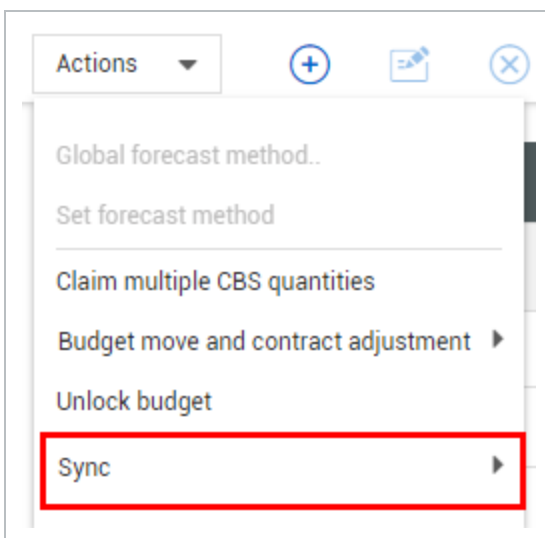 Actions
Global forecast method..
Set forecast method
Claim multiple CBS quantities
Budget move and contract adjustment
Unlock budget
Sync